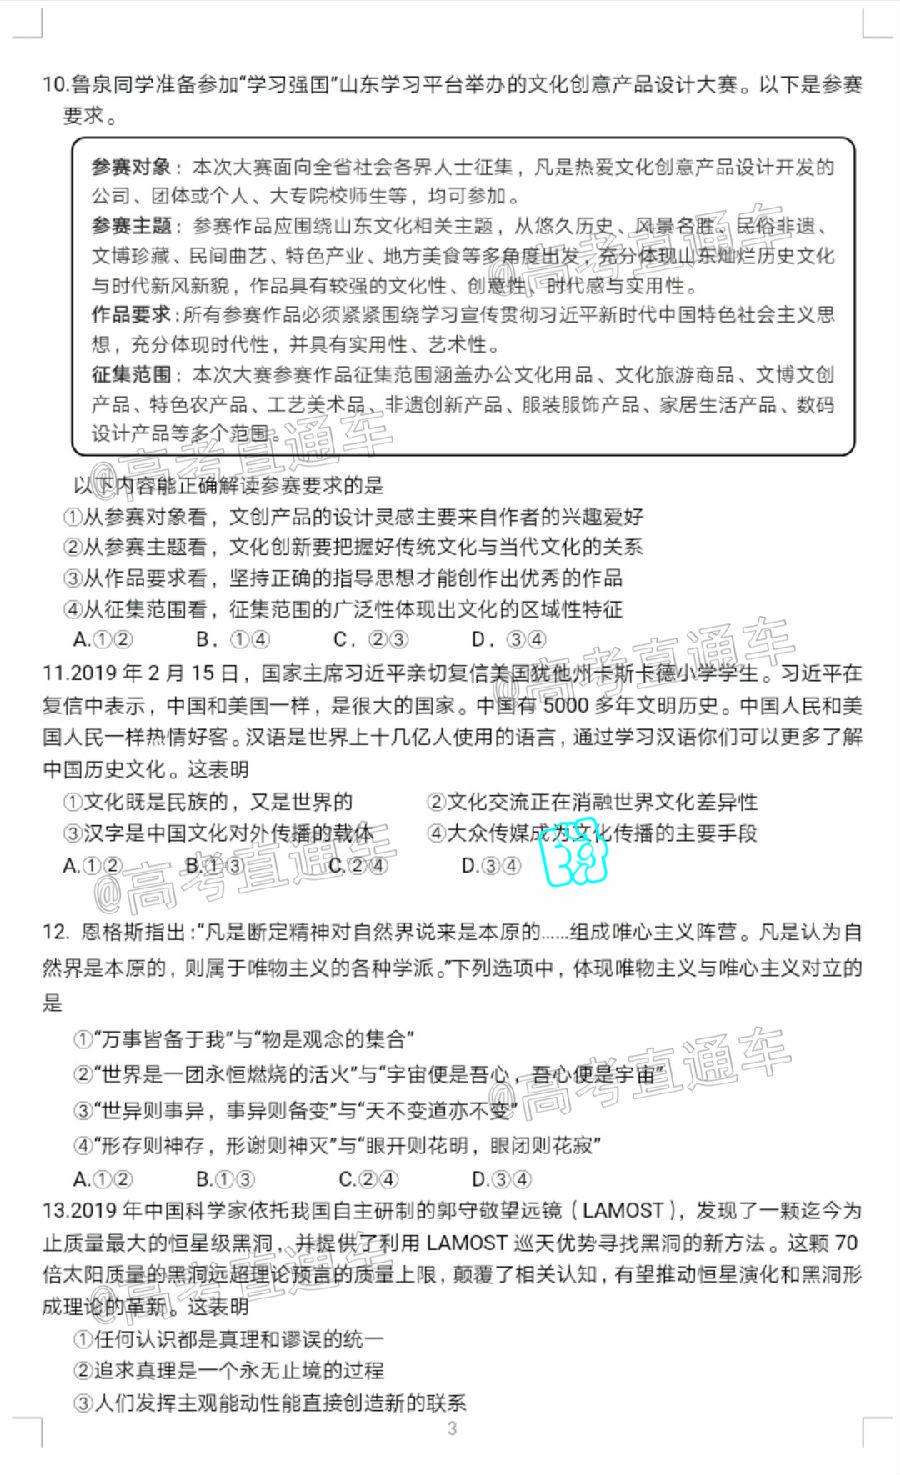 10.鲁泉同学准备参加“学习强国”山东学习平台举办的文化创意产品设计大赛。以下是参赛
要求。
参赛对象：本次大赛面向全省社会各界人士征集，凡是热爱文化创意产品设计开发的
公司、团体或个人、大专院校师生等，均可参加。
参赛主题：参赛作品应围绕山东文化相关主题，从悠久历史、风景名胜、民俗非遗、
文博珍藏、民间曲艺、特色产业、地方美食等多角度出发，充分体现山东灿烂历史文化
与时代新风新貌，作品具有较强的文化性、创意性、时代感与实用性。
作品要求:所有参赛作品必须紧紧围绕学习宣传贯彻习近平新时代中国特色社会主义思
想，充分体现时代性，并具有实用性、艺术性。
征集范围：本次大赛参赛作品征集范围涵盖办公文化用品、文化旅游商品、文博文创
产品、特色农产品、工艺美术品、非遗创新产品、服装服饰产品、家居生活产品、数码
设计产品等多个范围。
以下内容能正确解读参赛要求的是
①从参赛对象看，文创产品的设计灵感主要来自作者的兴趣爱好
②从参赛主题看，文化创新要把握好传统文化与当代文化的关系
③从作品要求看，坚持正确的指导思想才能创作出优秀的作品
④从征集范围看，征集范围的广泛性体现出文化的区域性特征
A.①② B．①④ C．②③ D．③④
11.2019 年 2 月 15 日，国家主席习近平亲切复信美国犹他州卡斯卡德小学学生。习近平在
复信中表示，中国和美国一样，是很大的国家。中国有 5000 多年文明历史。中国人民和美
国人民一样热情好客。汉语是世界上十几亿人使用的语言，通过学习汉语你们可以更多了解
中国历史文化。这表明
①文化既是民族的，又是世界的 ②文化交流正在消融世界文化差异性
③汉字是中国文化对外传播的载体 ④大众传媒成为文化传播的主要手段
A.①② B.①③ C.②④ D.③④
12. 恩格斯指出:“凡是断定精神对自然界说来是本原的……组成唯心主义阵营。凡是认为自
然界是本原的，则属于唯物主义的各种学派。”下列选项中，体现唯物主义与唯心主义对立的
是
①“万事皆备于我”与“物是观念的集合”
②“世界是一团永恒燃烧的活火”与“宇宙便是吾心，吾心便是宇宙”
③“世异则事异，事异则备变”与“天不变道亦不变”
④“形存则神存，形谢则神灭”与“眼开则花明，眼闭则花寂”
A.①② B.①③ C.②④ D.③④
13.2019 年中国科学家依托我国自主研制的郭守敬望远镜（LAMOST），发现了一颗迄今为
止质量最大的恒星级黑洞，并提供了利用 LAMOST 巡天优势寻找黑洞的新方法。这颗 70
倍太阳质量的黑洞远超理论预言的质量上限，颠覆了相关认知，有望推动恒星演化和黑洞形
成理论的革新。这表明
①任何认识都是真理和谬误的统一
②追求真理是一个永无止境的过程
③人们发挥主观能动性能直接创造新的联系
3
@高考直通车
@高考直通车
@高考直通车
@高考直通车
@高考直通车
@高考直通车